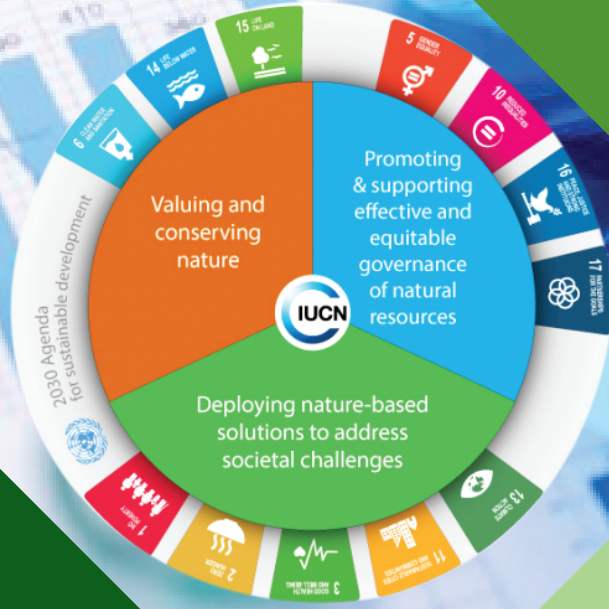 15 LIFE
ON LAND
14 LIFE
BELOW WATER
6 CLEAN WATER
AND SANITATION
5 GENDER
EQUALITY
10 REDUCED
INEQUALITIES
16 PEACE, JUSTICE
AND STRONG
INSTITUTIONS
17 PARTNERSHIPS
FOR THE GOALS
Valuing and
conserving
nature
Promoting
& supporting
effective and
equitable
governance
of natural
resources
IUCN
2030 Agenda
for sustainable development
Deploying nature-based
solutions to address
societal challenges
1 NO
POVERTY
2 ZERO
HUNGER
3 GOOD HEALTH
AND WELL-BEING
11 SUSTAINABLE CITIES
AND COMMUNITIES
13 CLIMATE
ACTION